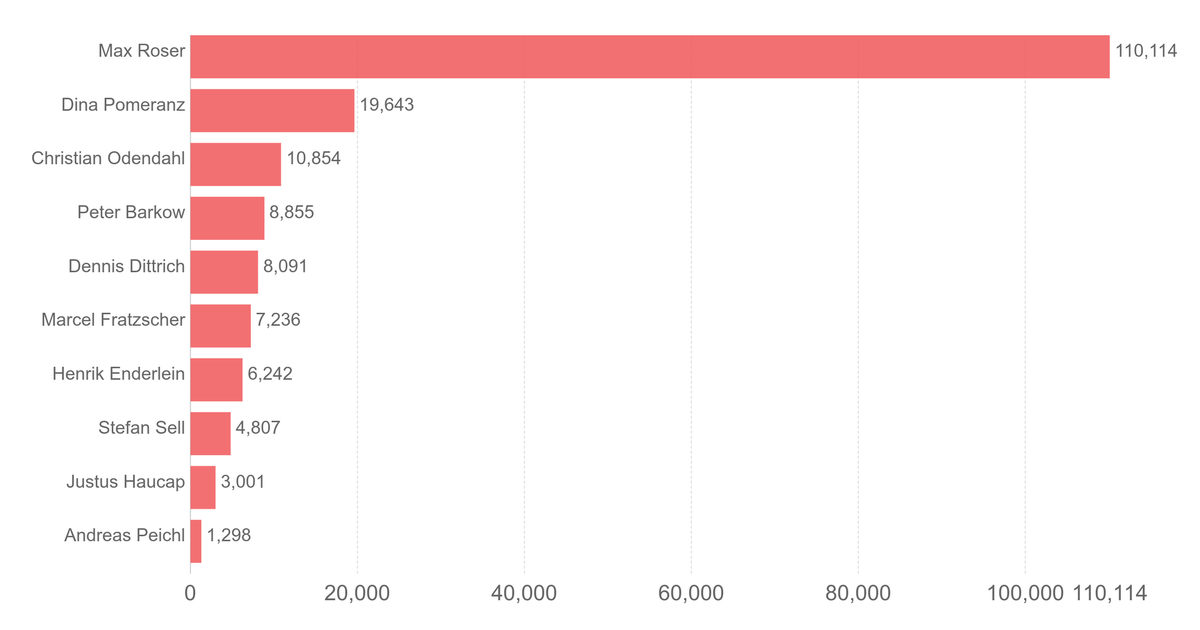 Max Roser 110,114
Dina Pomeranz 19,643
Christian Odendahl 10,854
Peter Barkow 8,855
Dennis Dittrich 8,091
Marcel Fratzscher 7,236
Henrik Enderlein 6,242
Stefan Sell 4,807
Justus Haucap 3,001
Andreas Peichl 1,298
0 20,000 40,000 60,000 80,000 100,000 110,114